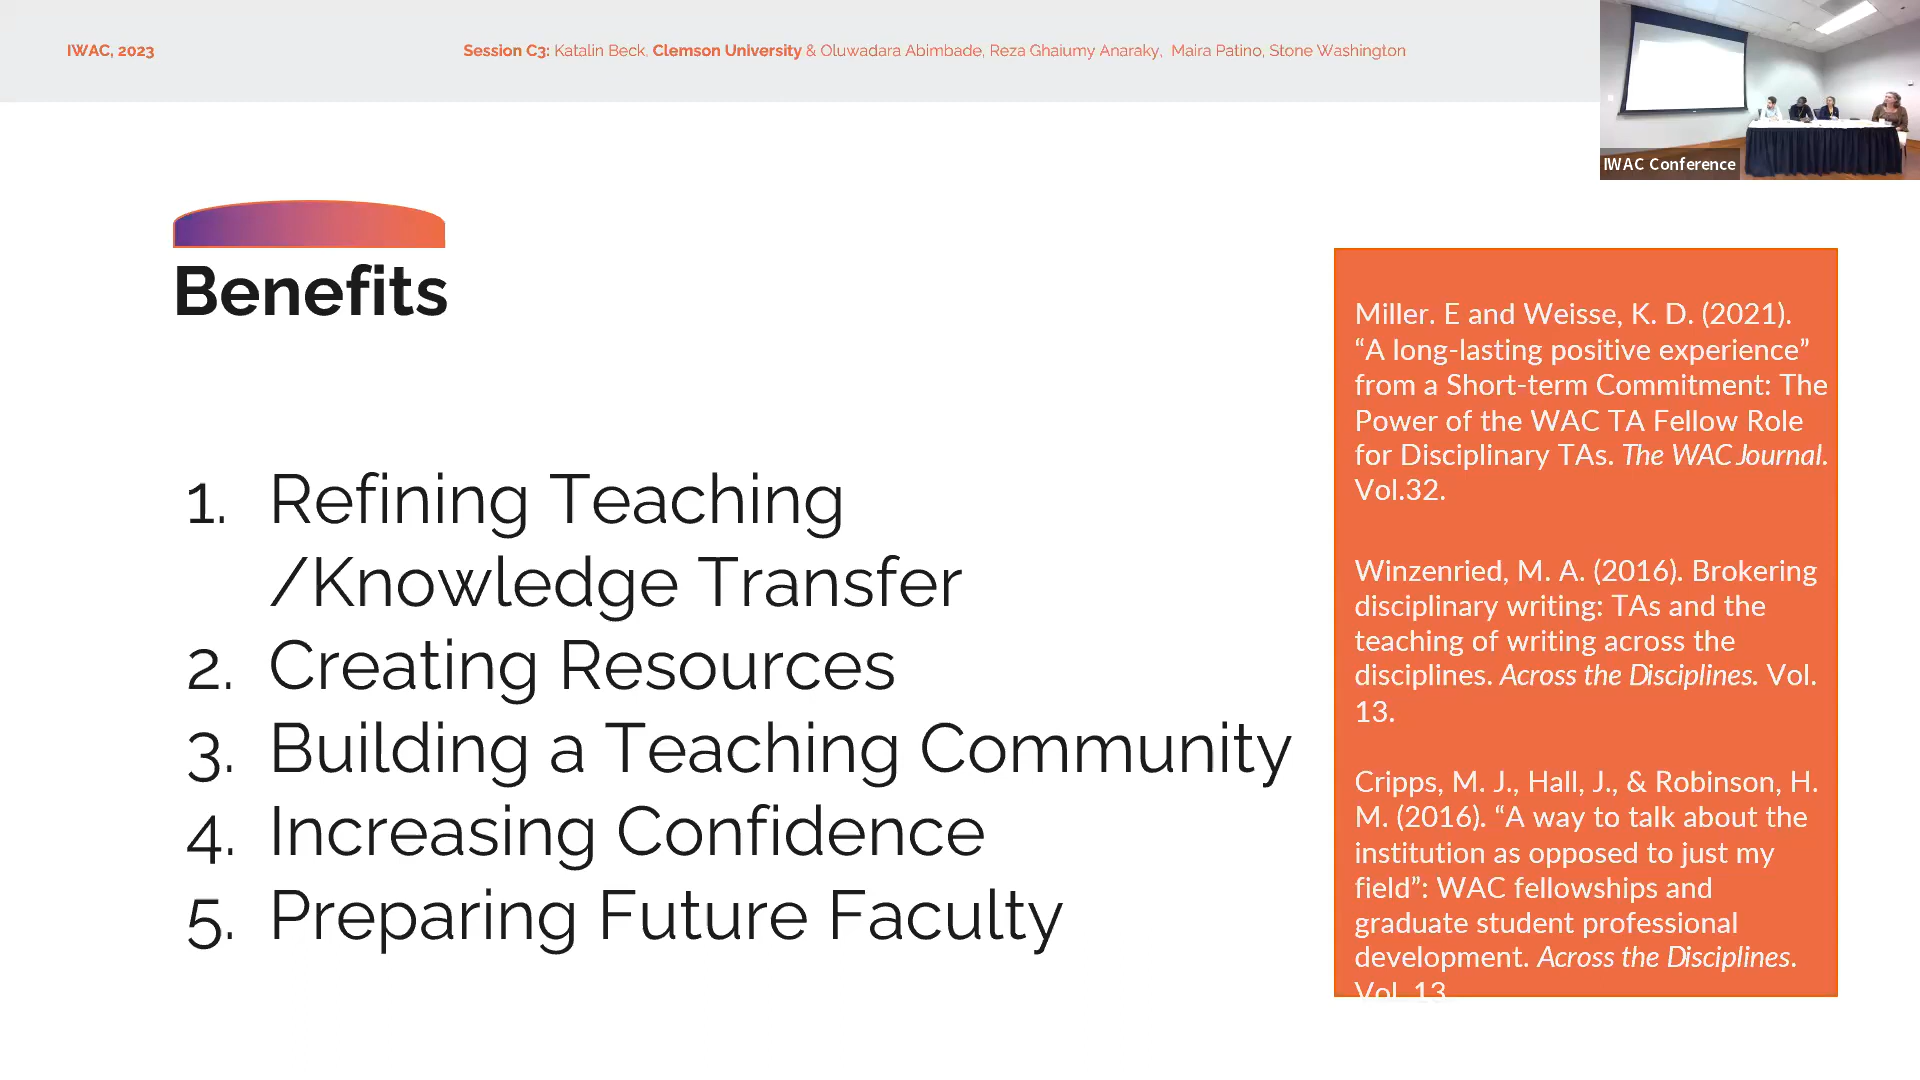 IWAC, 2023
Session C3: Katalin Beck, Clemson University & Oluwadara Abimbade, Reza Ghaiumy Anaraky, Maira Patino, Stone Washington
IWAC Conference
Benefits
1. Refining Teaching
/Knowledge Transfer
2. Creating Resources
3. Building a Teaching Community
4. Increasing Confidence
5. Preparing Future Faculty
Miller. E and Weisse, K. D. (2021).
“A long-lasting positive experience”
from a Short-term Commitment: The
Power of the WAC TA Fellow Role
for Disciplinary TAs. The WAC Journal.
Vol.32.
Winzenried, M. A. (2016). Brokering
disciplinary writing: TAs and the
teaching of writing across the
disciplines. Across the Disciplines. Vol.
13.
Cripps, M. J., Hall, J., & Robinson, H.
M. (2016). “A way to talk about the
institution as opposed to just my
field”: WAC fellowships and
graduate student professional
development. Across the Disciplines.
Vol. 13